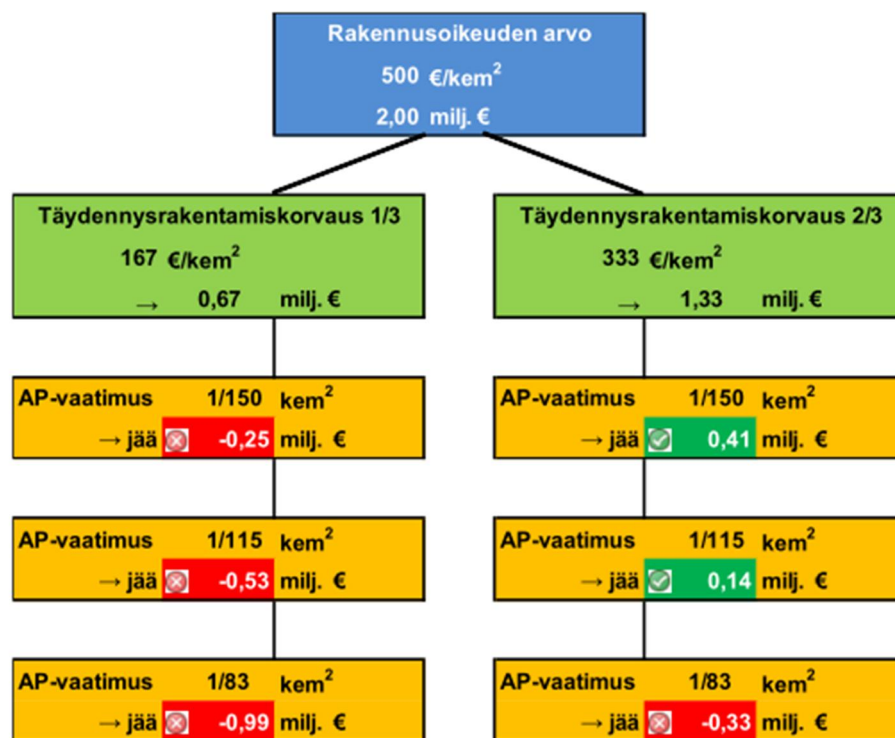 Rakennusoikeuden arvo
500 €/kem²
2,00 milj. €
Täydennysrakentamiskorvaus 1/3
167 €/kem²
→ 0,67 milj. €
AP-vaatimus 1/150 kem²
→ jää -0,25 milj. €
AP-vaatimus 1/115 kem²
→ jää -0,53 milj. €
AP-vaatimus 1/83 kem²
→ jää -0,99 milj. €
Täydennysrakentamiskorvaus 2/3
333 €/kem²
→ 1,33 milj. €
AP-vaatimus 1/150 kem²
→ jää 0,41 milj. €
AP-vaatimus 1/115 kem²
→ jää 0,14 milj. €
AP-vaatimus 1/83 kem²
→ jää -0,33 milj. €